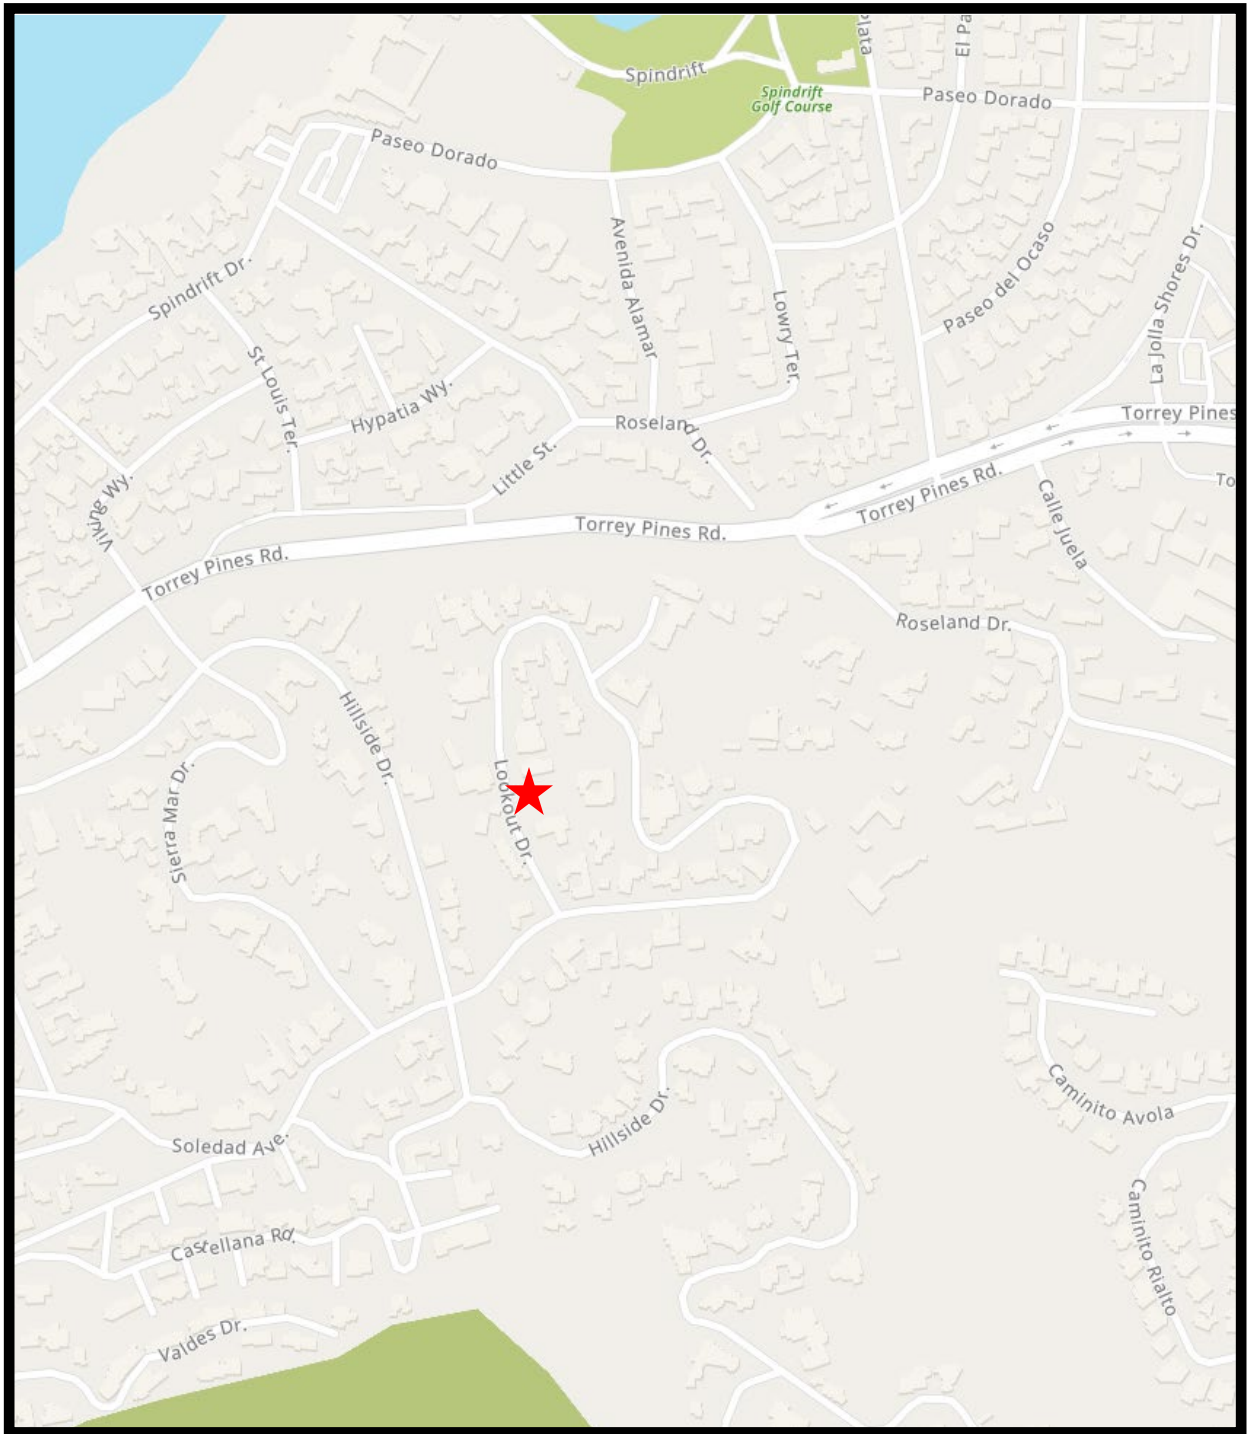 Plata
El Pa
Spindrift
Spindrift
Golf Course
Paseo Dorado
Paseo Dorado
Avenida Alamar
Spindrift Dr.
Paseo del Ocaso
La Jolla Shores Dr.
Lowry Ter.
St Louis Ter.
Hypatia Wy.
Roseland Dr.
Torrey Pines
Little St.
Viking Wy.
Torrey Pines Rd.
To
Torrey Pines Rd.
Calle Juela
Torrey Pines Rd.
Roseland Dr.
Hillside Dr.
Lookout Dr.
Sierra Mar Dr.
Caminito Avola
Hillside Dr.
Soledad Ave.
Castellana Rd.
Caminito Rialto
Valdes Dr.